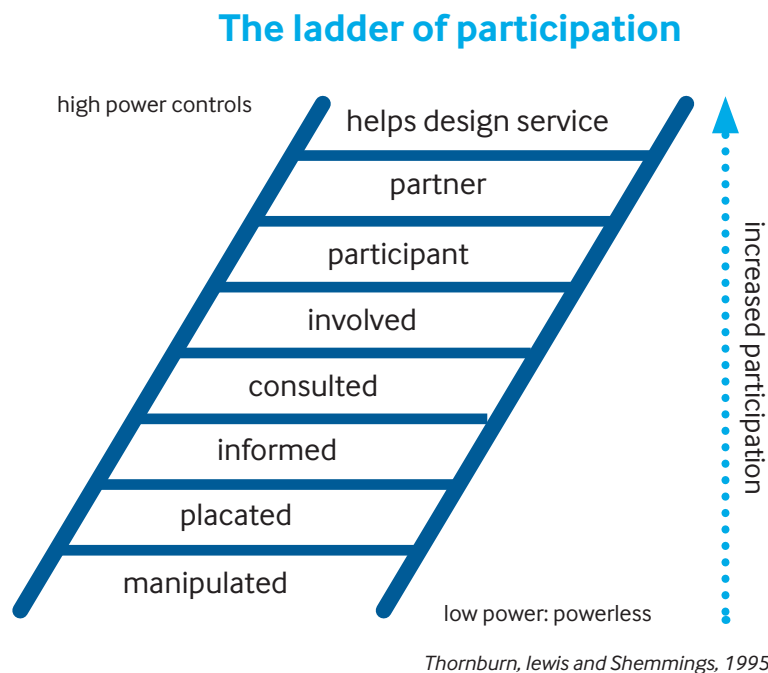 The ladder of participation
high power controls
helps design service
partner
participant
involved
consulted
informed
placated
manipulated
low power: powerless
increased participation
Thornburn, lewis and Shemmings, 1995